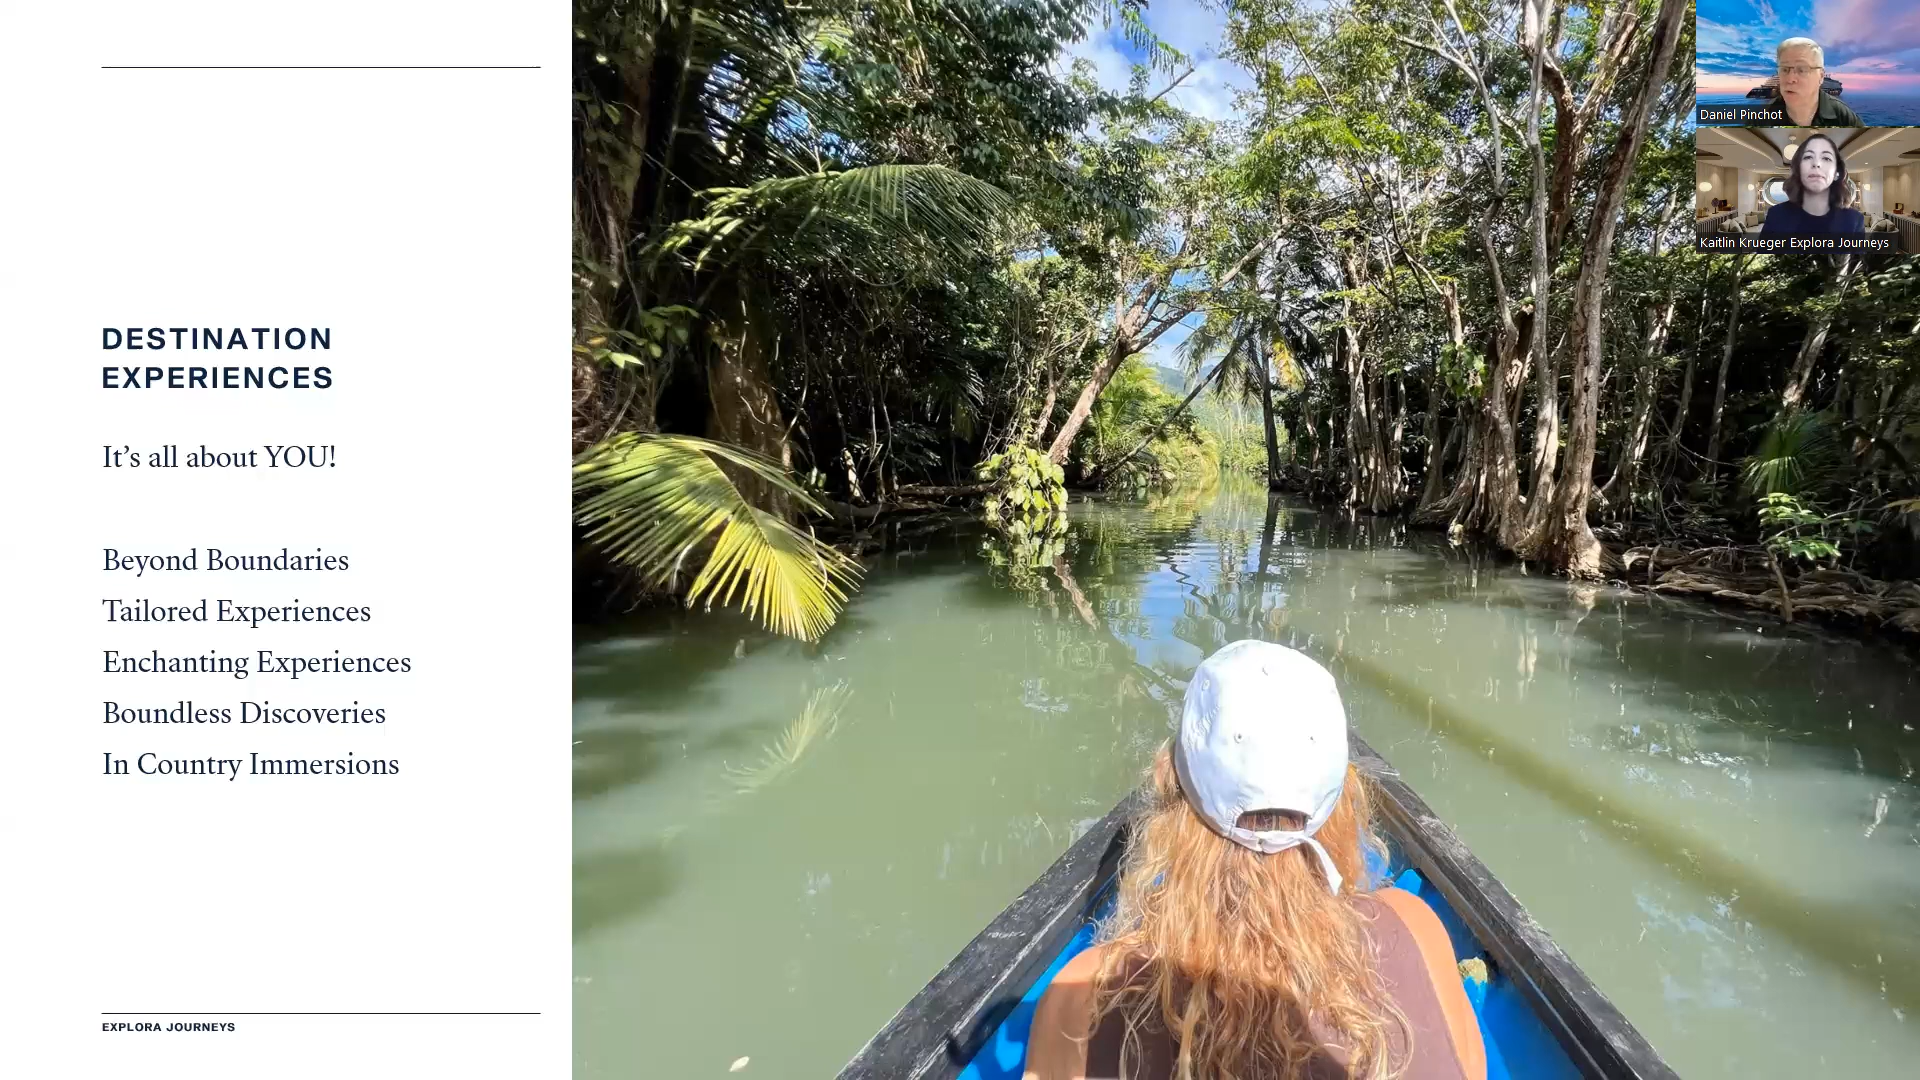 DESTINATION
EXPERIENCES
It’s all about YOU!
Beyond Boundaries
Tailored Experiences
Enchanting Experiences
Boundless Discoveries
In Country Immersions
EXPLORA JOURNEYS
Daniel Pinchot
Kaitlin Krueger Explora Journeys